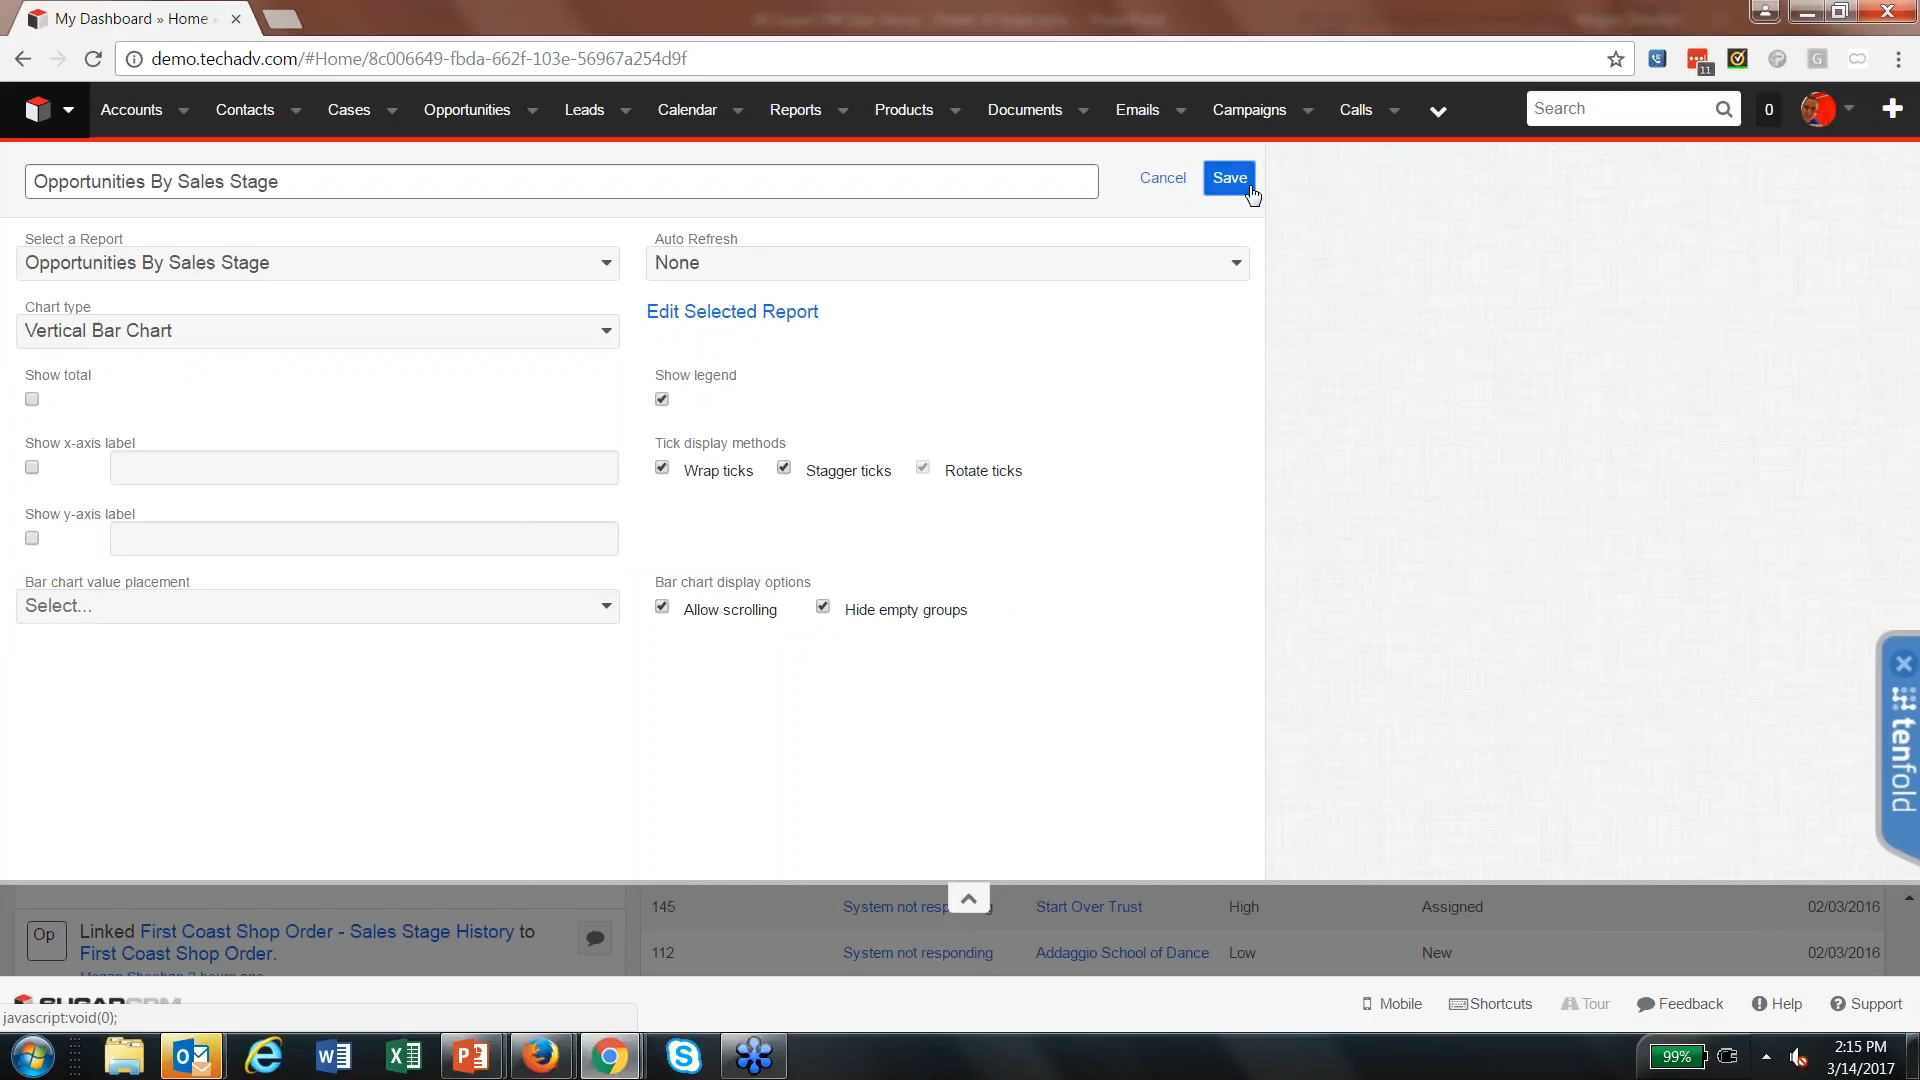 My Dashboard » Home
demo.techadv.com/#Home/8c006649-fbda-662f-103e-56967a254d9f
11
G
Accounts Contacts Cases Opportunities Leads Calendar Reports Products Documents Emails Campaigns Calls Search 0
Opportunities By Sales Stage Cancel Save
Select a Report Auto Refresh
Opportunities By Sales Stage None
Chart type Edit Selected Report
Vertical Bar Chart
Show total Show legend
Show x-axis label Tick display methods
Wrap ticks Stagger ticks Rotate ticks
Show y-axis label
Bar chart value placement Bar chart display options
Select... Allow scrolling Hide empty groups
tenfold
145 System not Start Over Trust High Assigned 02/03/2016
Op Linked First Coast Shop Order - Sales Stage History to
First Coast Shop Order.
112 System not responding Addaggio School of Dance Low New 02/03/2016
SUGARCRM
Mobile Shortcuts Tour Feedback Help Support
javascript:void(0);
99% 2:15 PM
3/14/2017